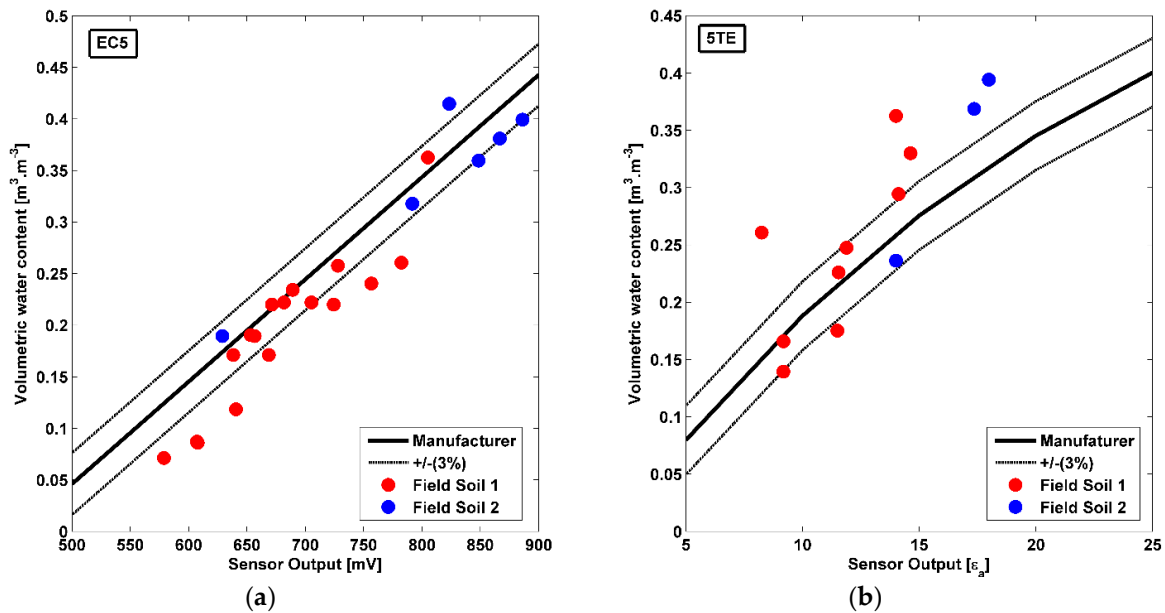 EC5
Volumetric water content [m³.m⁻³]
0.5
0.45
0.4
0.35
0.3
0.25
0.2
0.15
0.1
0.05
0
500 550 600 650 700 750 800 850 900
Sensor Output [mV]
Manufacturer
+/-(3%)
Field Soil 1
Field Soil 2
(a)
5TE
Volumetric water content [m³.m⁻³]
0.45
0.4
0.35
0.3
0.25
0.2
0.15
0.1
0.05
0
5 10 15 20 25
Sensor Output [εₐ]
Manufaturer
+/-(3%)
Field Soil 1
Field Soil 2
(b)